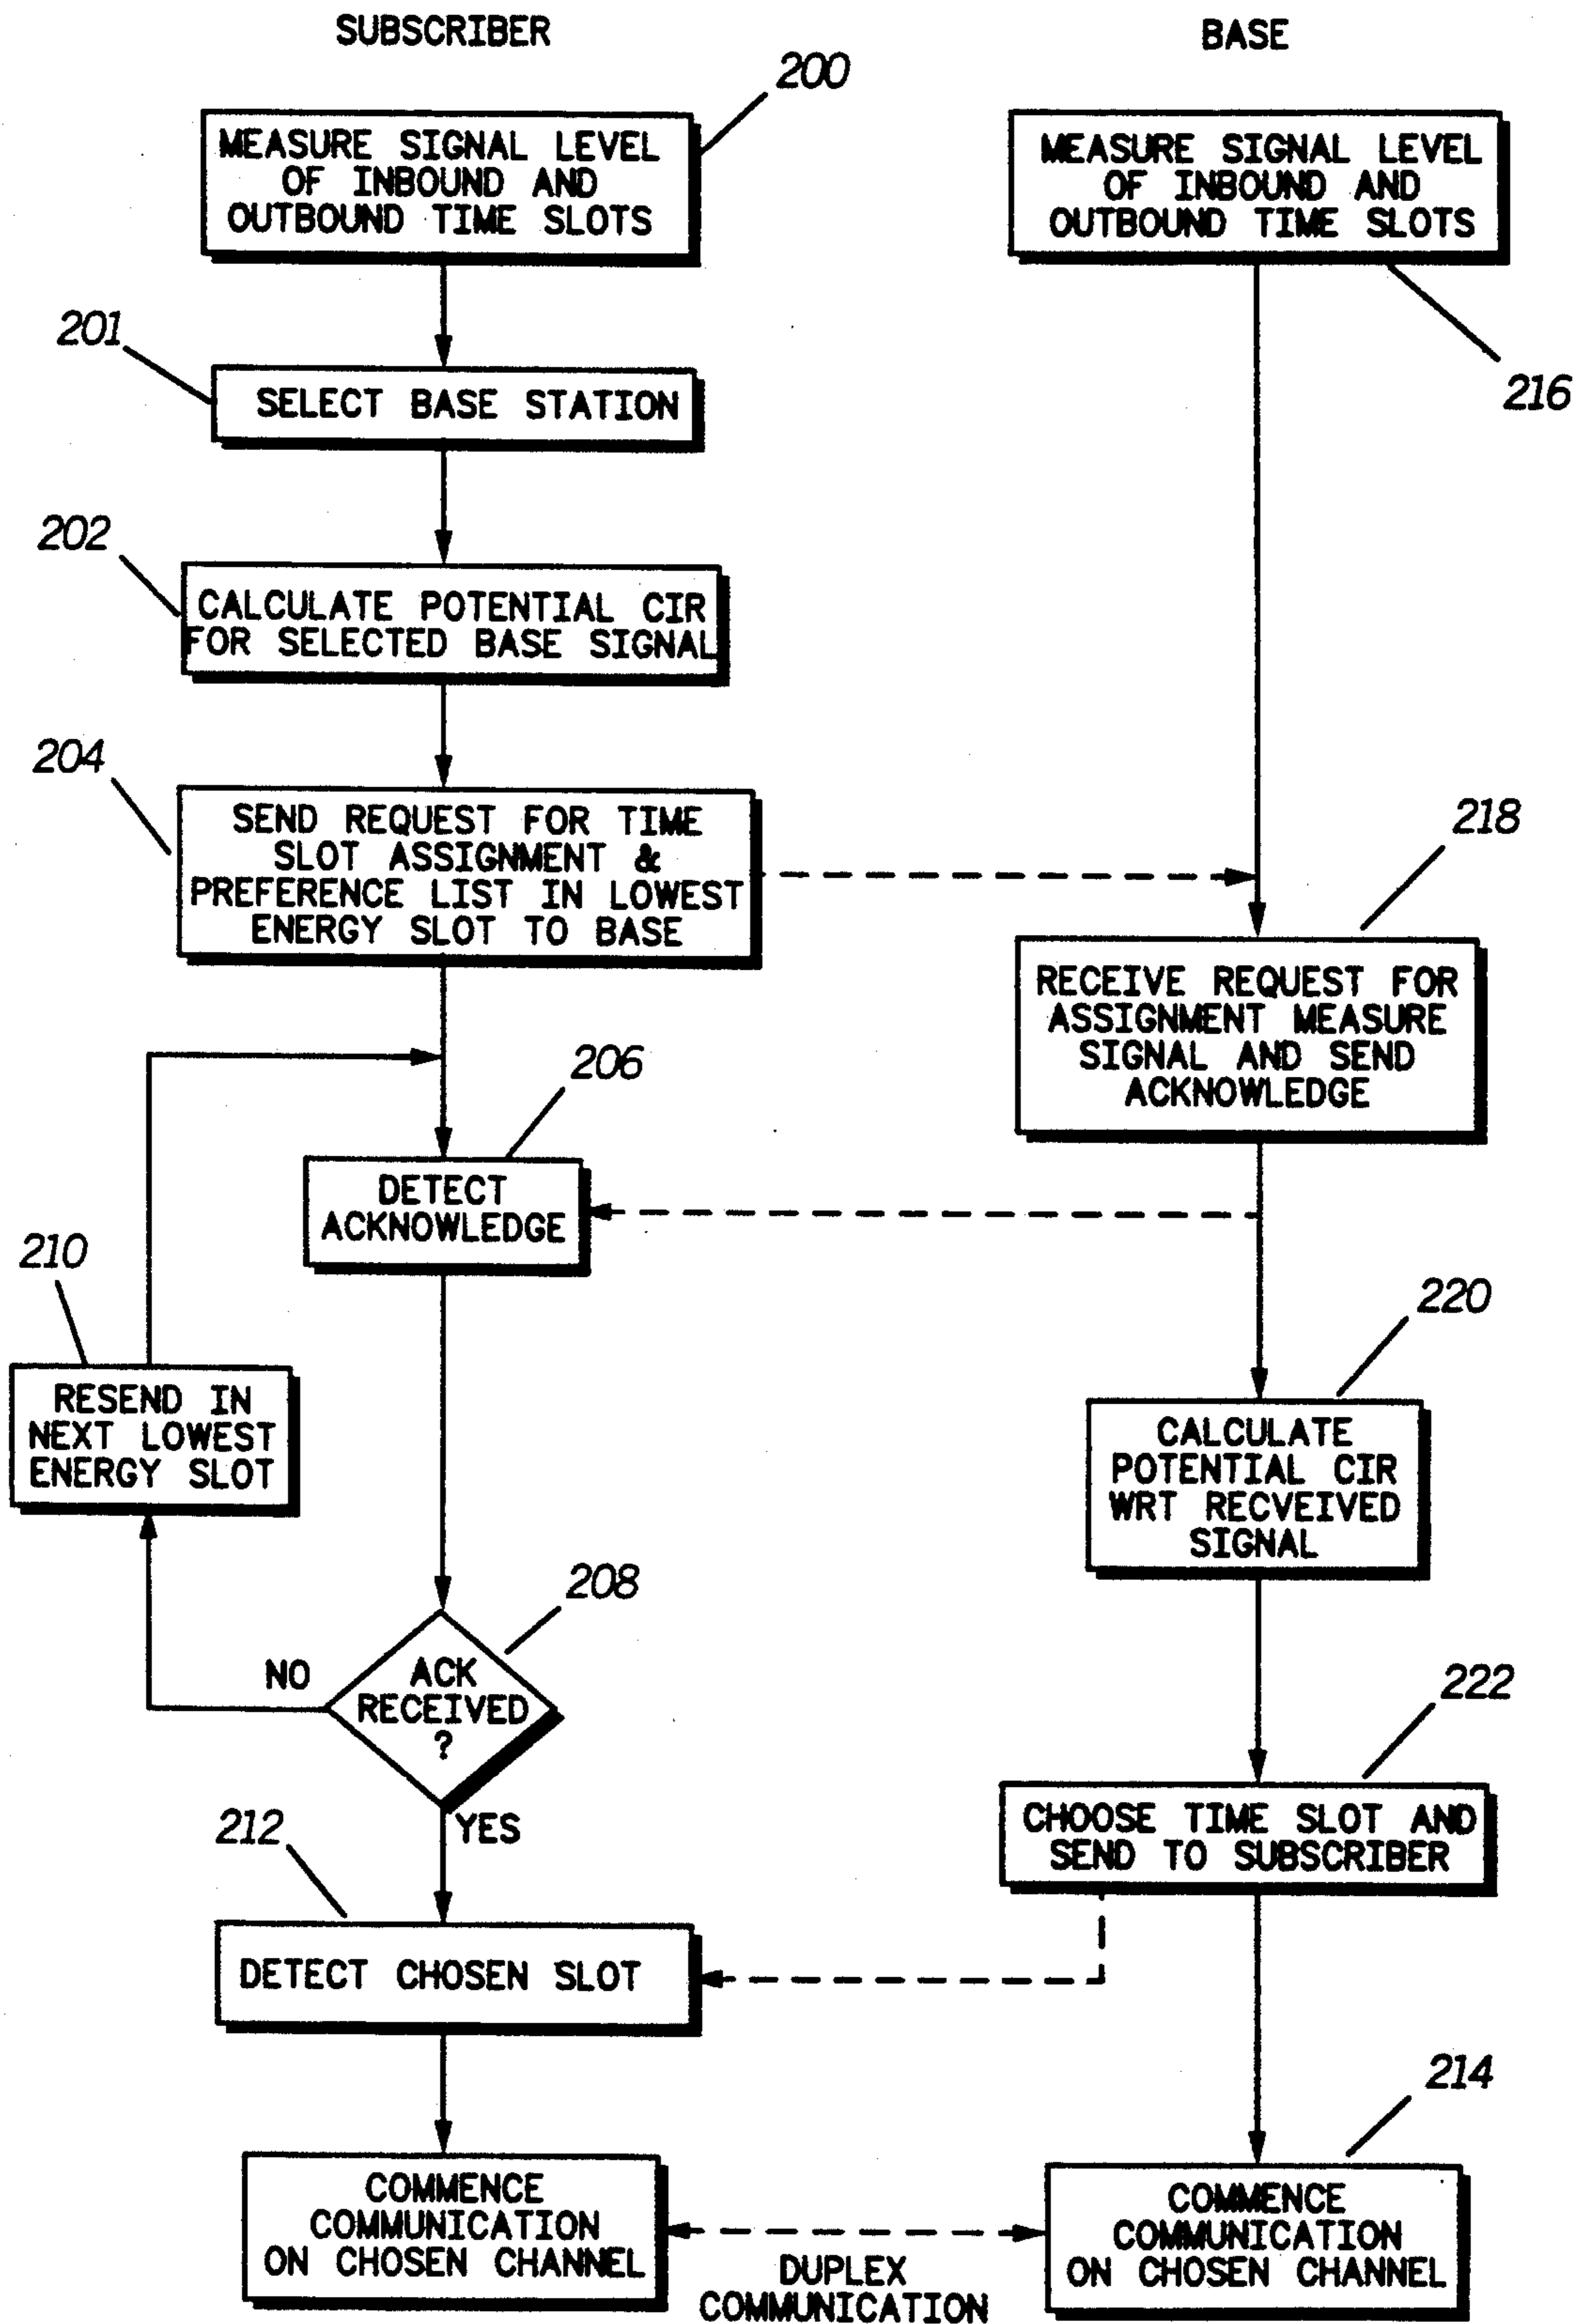 SUBSCRIBER
BASE
200
MEASURE SIGNAL LEVEL
OF INBOUND AND
OUTBOUND TIME SLOTS
MEASURE SIGNAL LEVEL
OF INBOUND AND
OUTBOUND TIME SLOTS
216
201
SELECT BASE STATION
202
CALCULATE POTENTIAL CIR
FOR SELECTED BASE SIGNAL
204
SEND REQUEST FOR TIME
SLOT ASSIGNMENT &
PREFERENCE LIST IN LOWEST
ENERGY SLOT TO BASE
218
RECEIVE REQUEST FOR
ASSIGNMENT MEASURE
SIGNAL AND SEND
ACKNOWLEDGE
206
DETECT
ACKNOWLEDGE
210
RESEND IN
NEXT LOWEST
ENERGY SLOT
220
CALCULATE
POTENTIAL CIR
WRT RECVEIVED
SIGNAL
208
ACK
RECEIVED
?
NO
YES
222
CHOOSE TIME SLOT AND
SEND TO SUBSCRIBER
212
DETECT CHOSEN SLOT
214
COMMENCE
COMMUNICATION
ON CHOSEN CHANNEL
COMMENCE
COMMUNICATION
ON CHOSEN CHANNEL
DUPLEX
COMMUNICATION